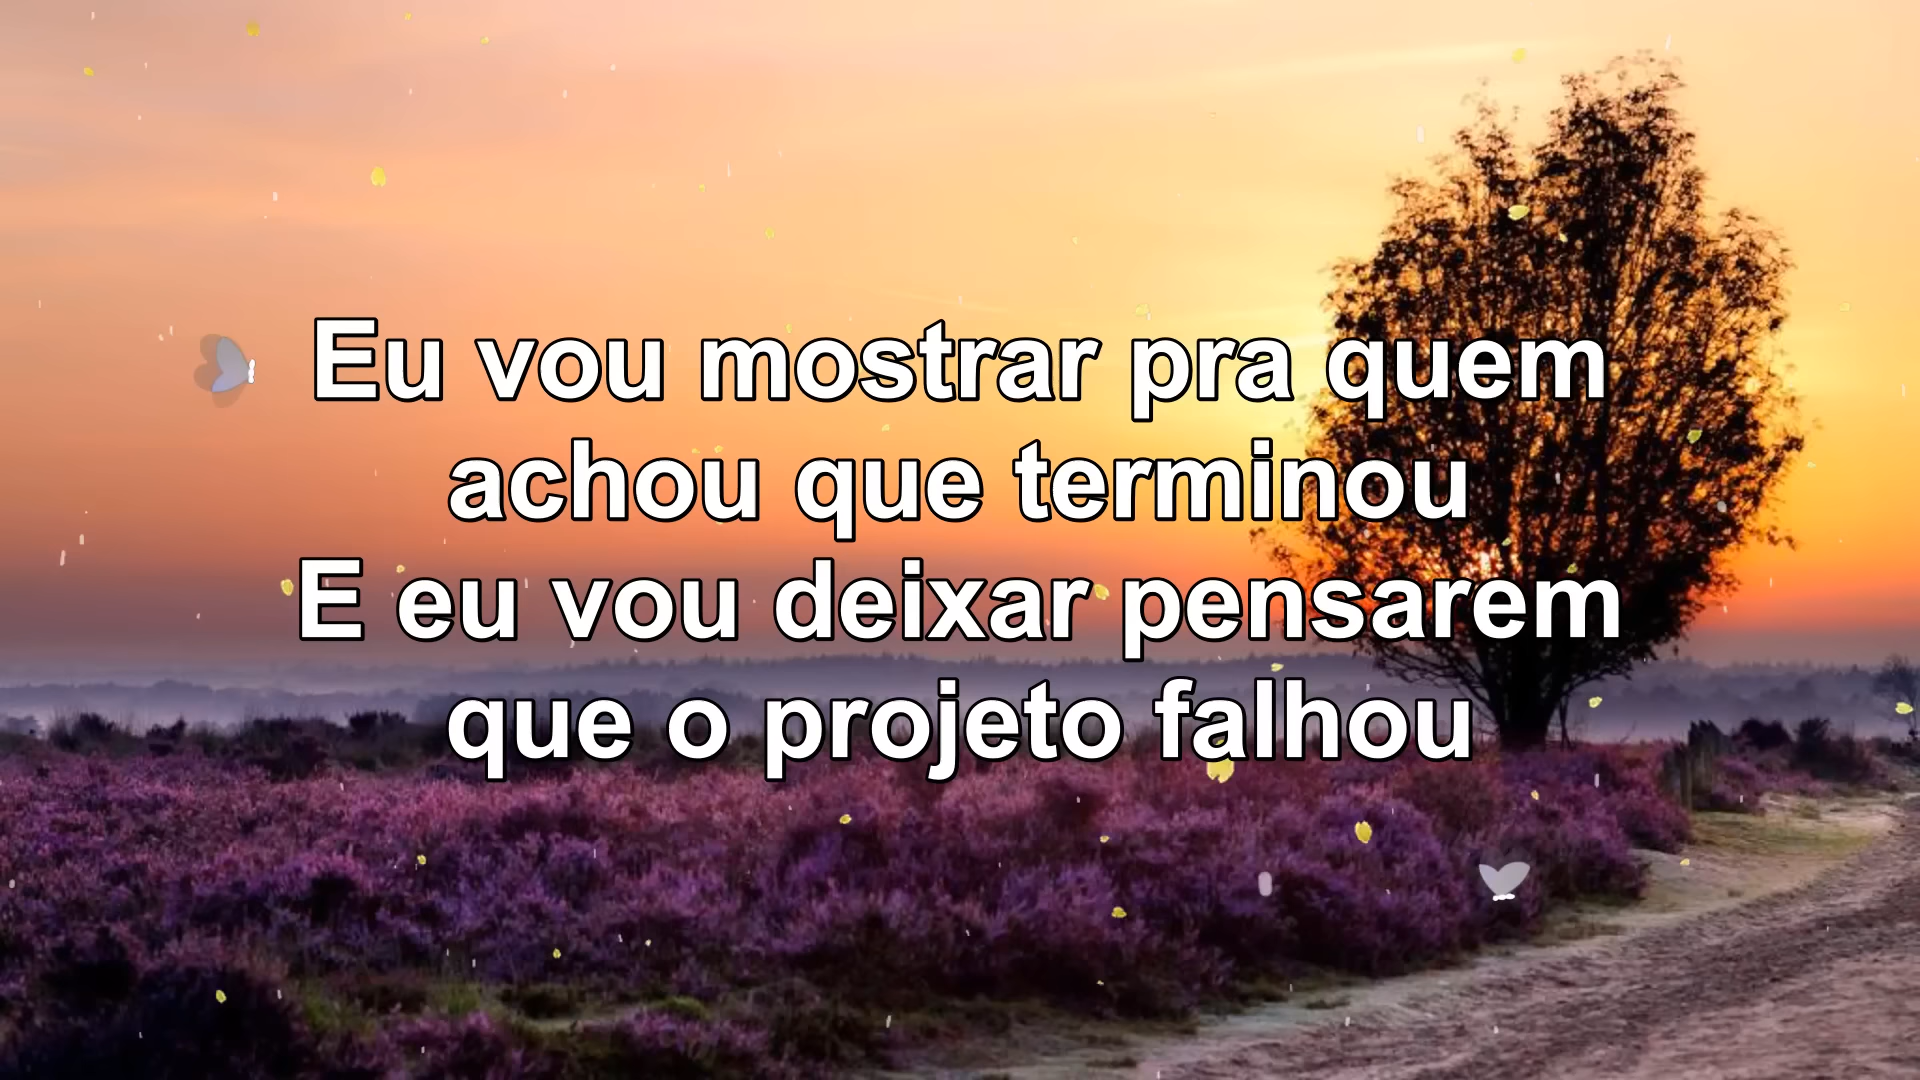 Eu vou mostrar pra quem
achou que terminou
E eu vou deixar pensarem
que o projeto falhou